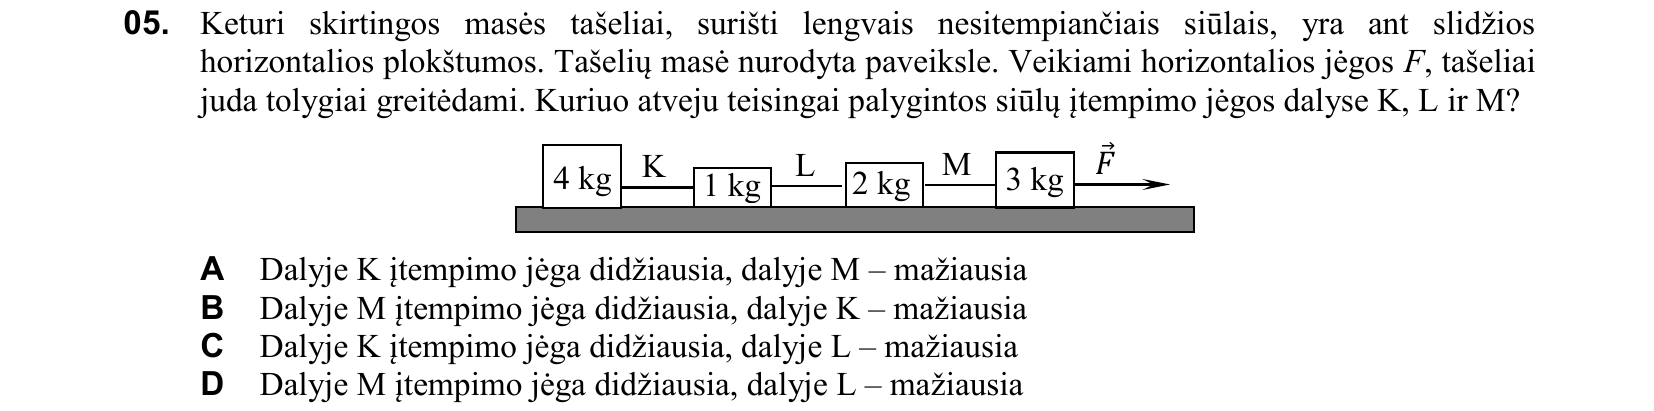 05. Keturi skirtingos masės tašeliai, surišti lengvais nesitempiančiais siūlais, yra ant slidžios
horizontalios plokštumos. Tašelių masė nurodyta paveiksle. Veikiami horizontalios jėgos F, tašeliai
juda tolygiai greitėdami. Kuriuo atveju teisingai palygintos siūlų įtempimo jėgos dalyse K, L ir M?
4 kg K 1 kg L 2 kg M 3 kg F⃗
A Dalyje K įtempimo jėga didžiausia, dalyje M – mažiausia
B Dalyje M įtempimo jėga didžiausia, dalyje K – mažiausia
C Dalyje K įtempimo jėga didžiausia, dalyje L – mažiausia
D Dalyje M įtempimo jėga didžiausia, dalyje L – mažiausia